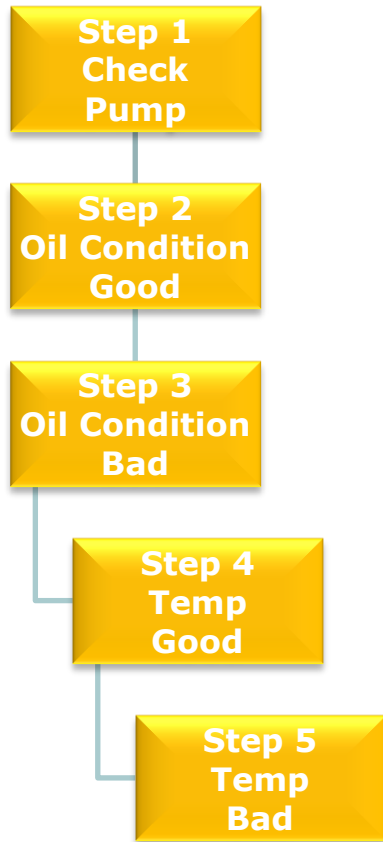 Step 1
Check
Pump
Step 2
Oil Condition
Good
Step 3
Oil Condition
Bad
Step 4
Temp
Good
Step 5
Temp
Bad